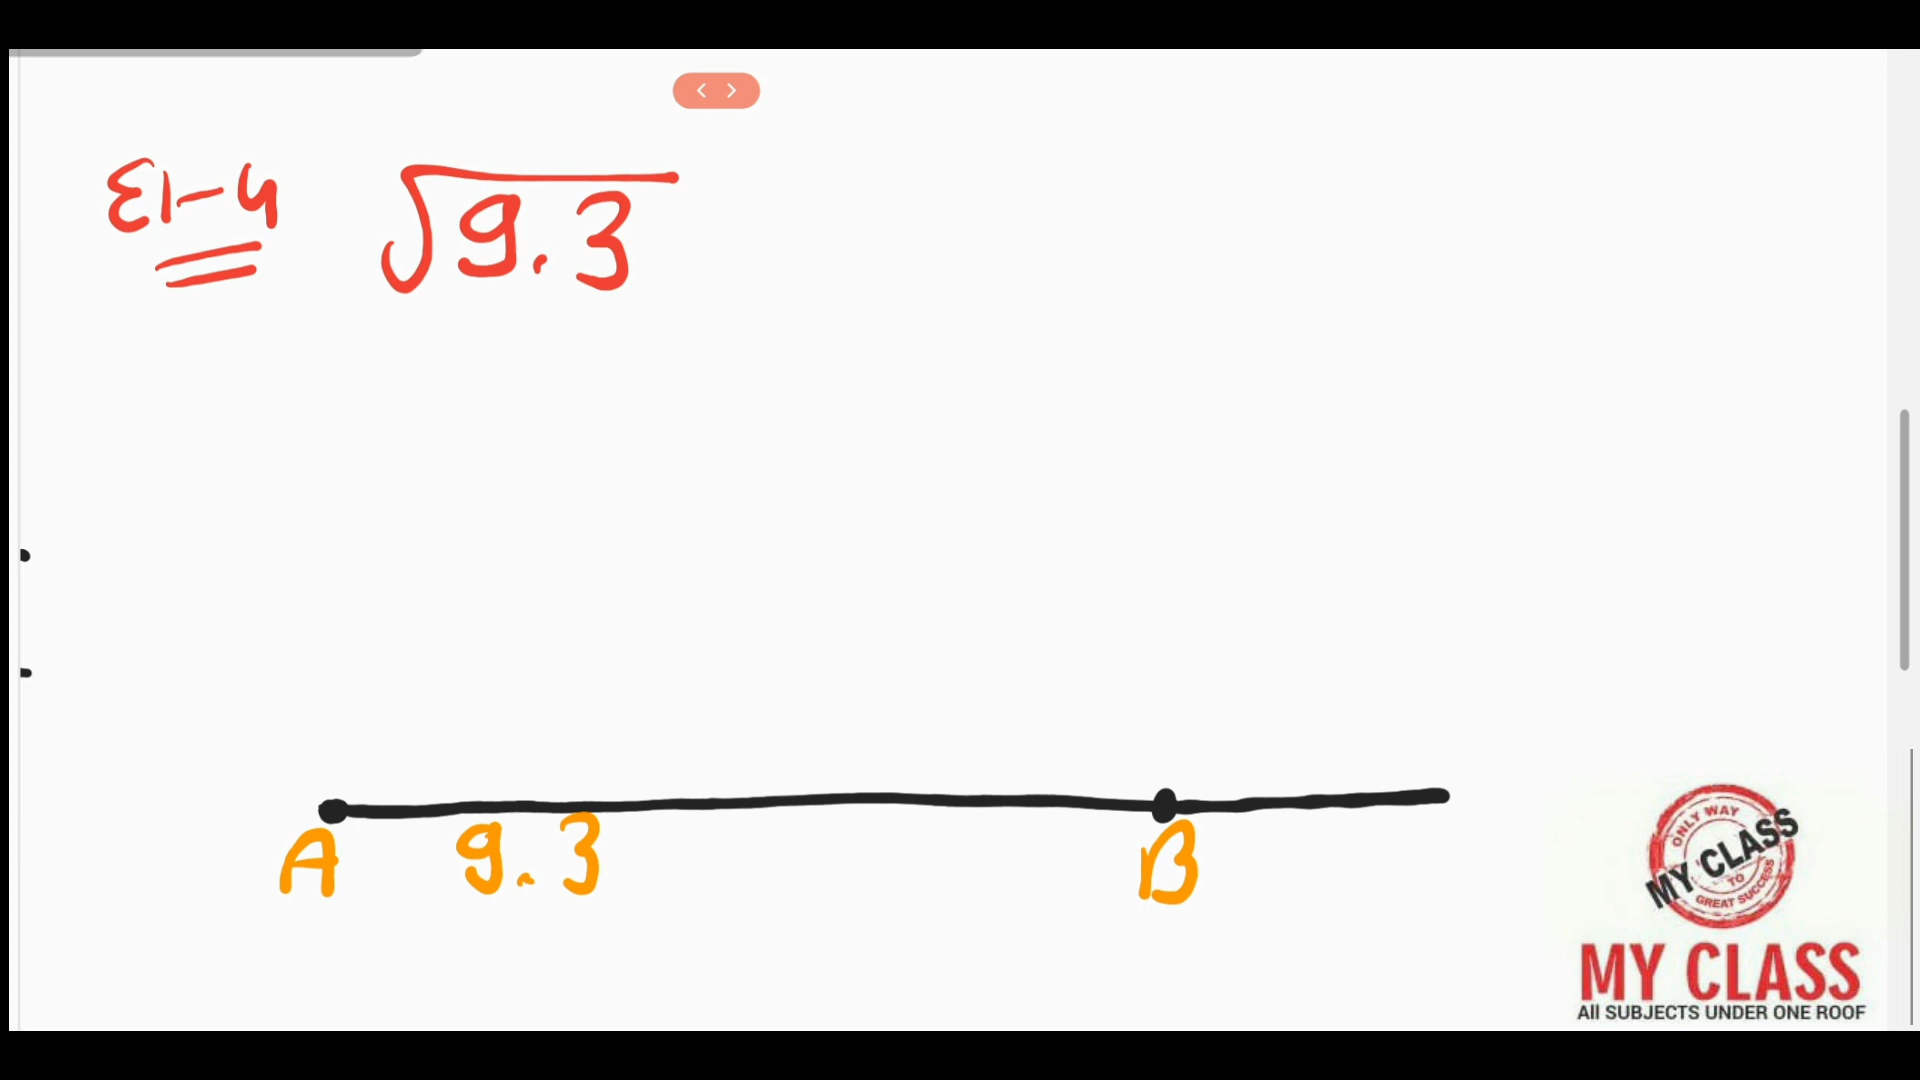 E1-4 √9.3
A 9.3 B
ONLY WAY
MY CLASS
TO
GREAT SUCCESS
MY CLASS
All SUBJECTS UNDER ONE ROOF